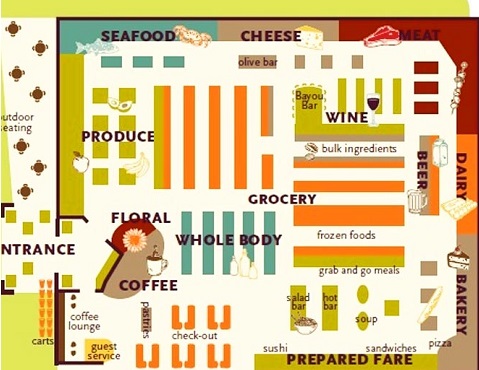 SEAFOOD
CHEESE
MEAT
olive bar
Bayou
Bar
outdoor
seating
WINE
PRODUCE
bulk ingredients
BEER
DAIRY
GROCERY
FLORAL
frozen foods
WHOLE BODY
NTRANCE
grab and go meals
COFFEE
BAKERY
salad
bar
hot
bar
pastries
soup
coffee
lounge
check-out
carts
guest
service
pizza
sushi
sandwiches
PREPARED FARE